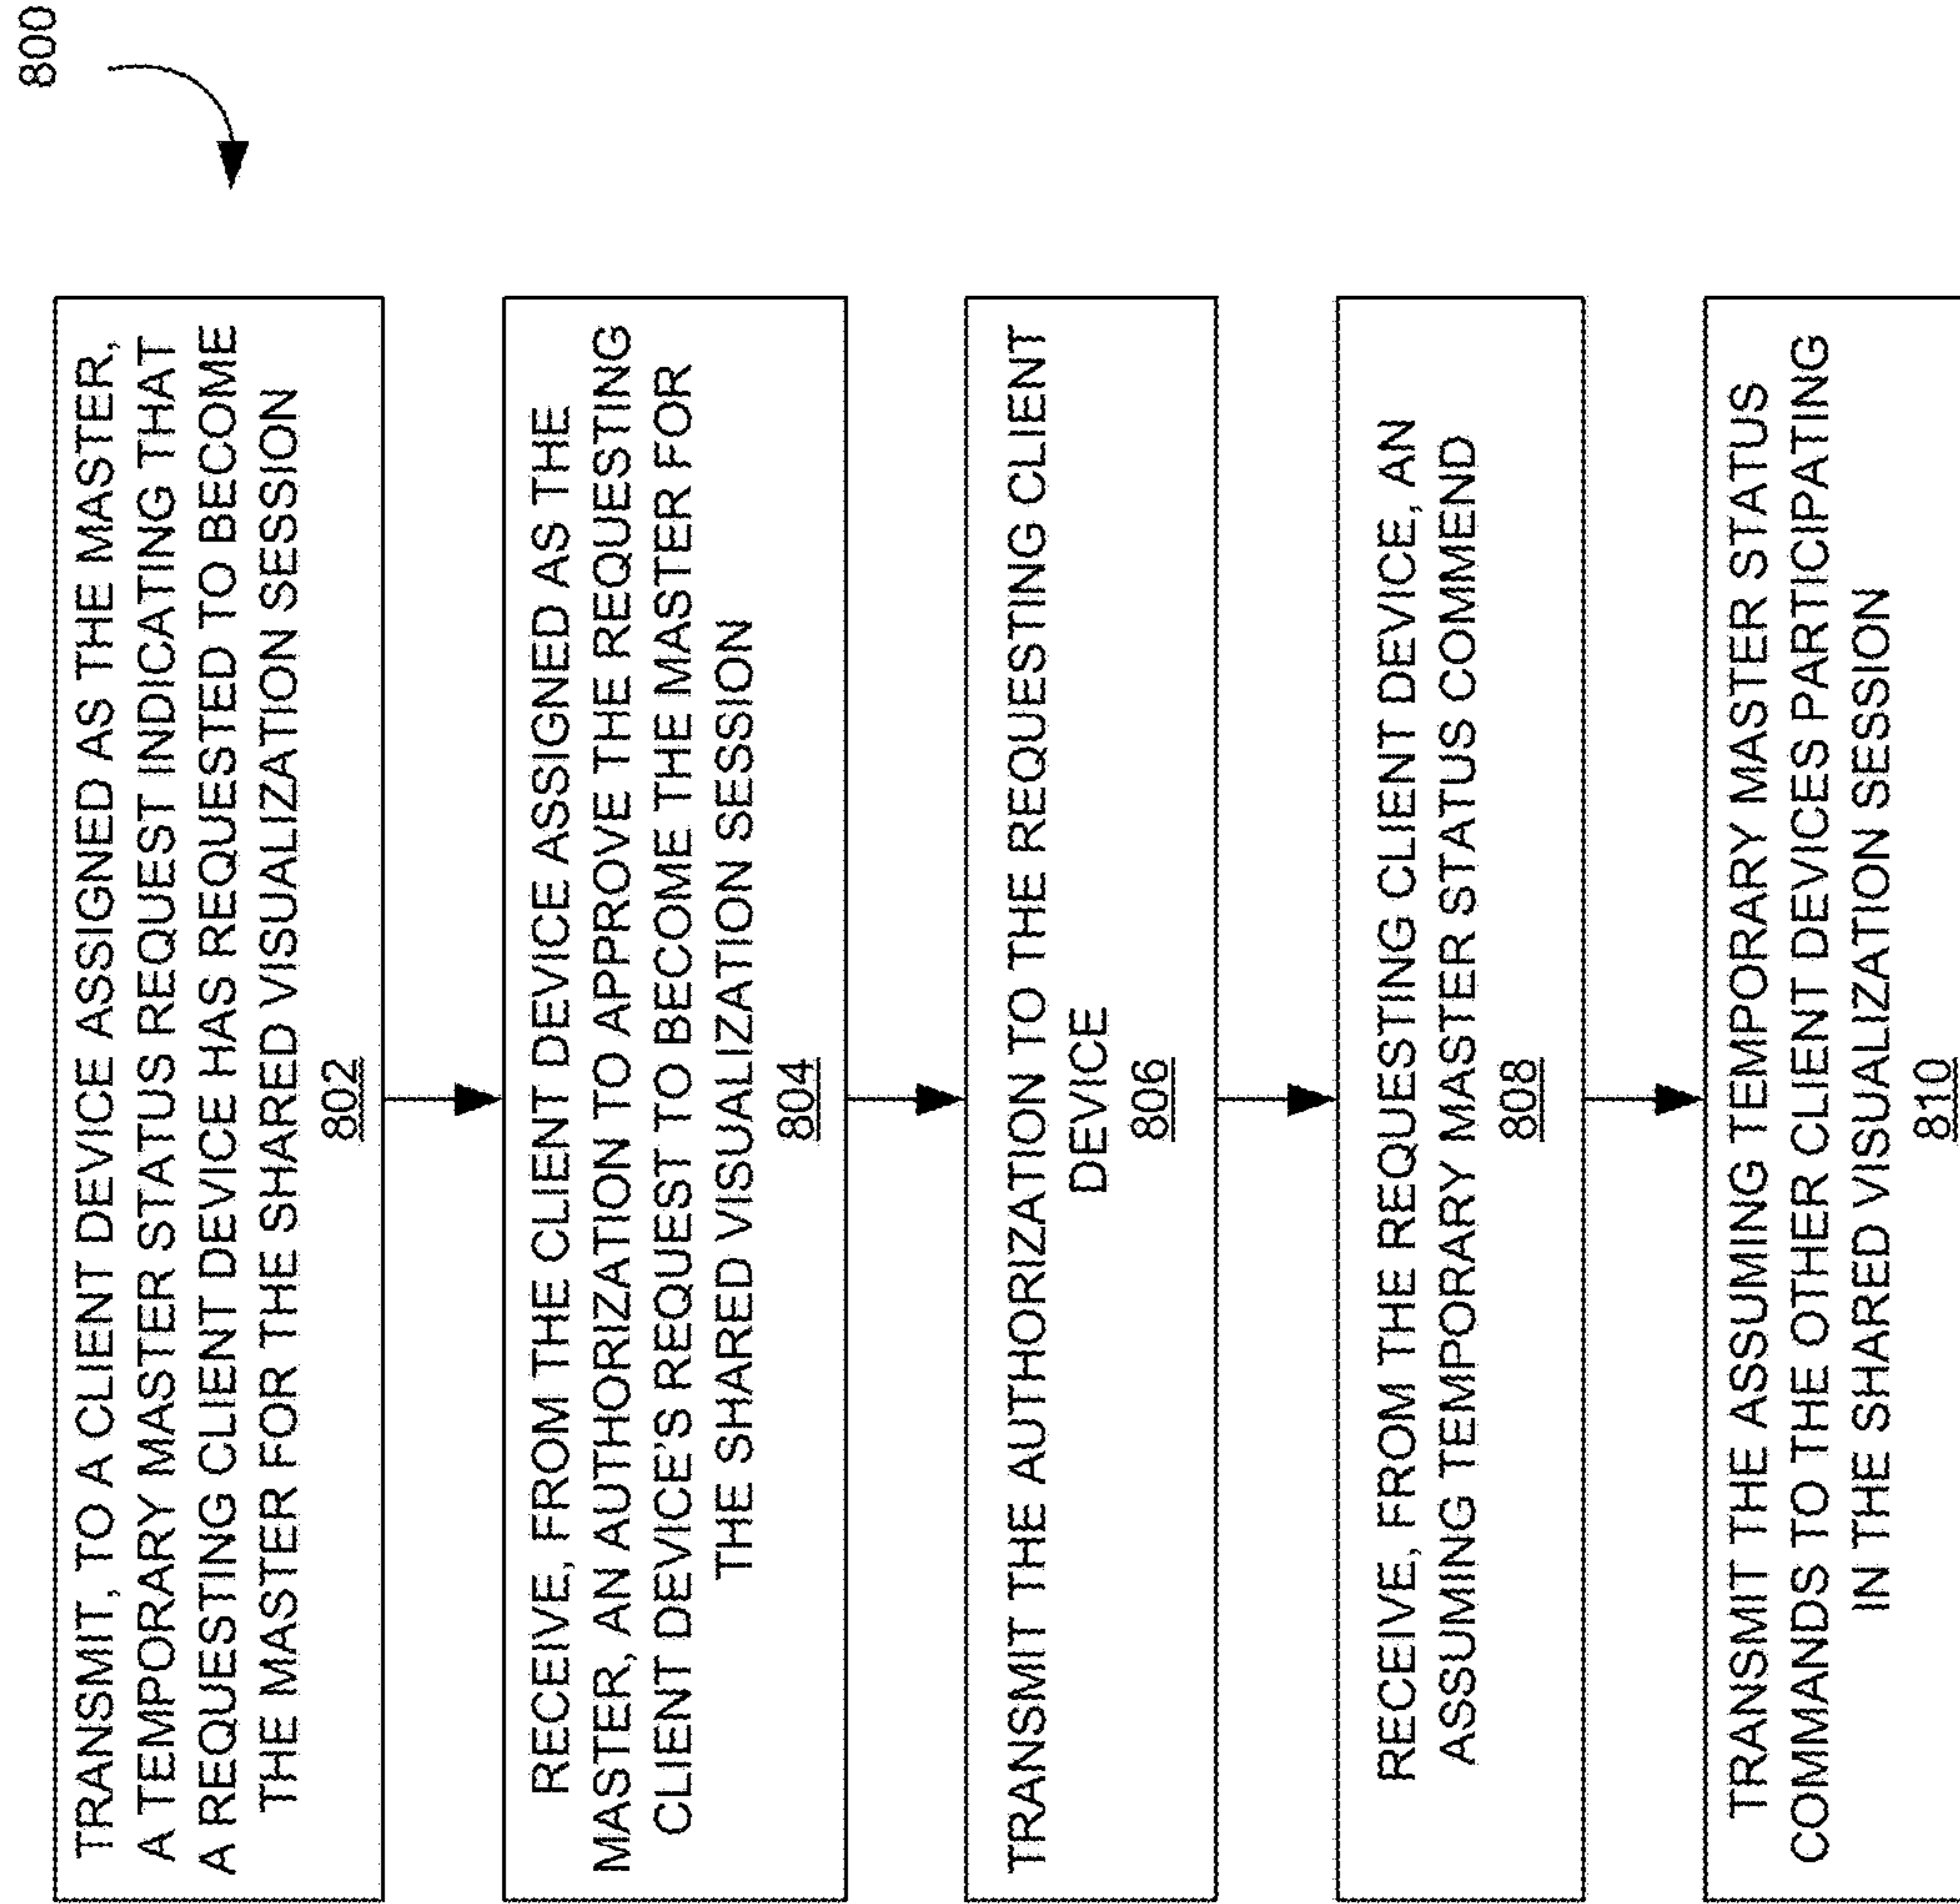 800
TRANSMIT, TO A CLIENT DEVICE ASSIGNED AS THE MASTER,
A TEMPORARY MASTER STATUS REQUEST INDICATING THAT
A REQUESTING CLIENT DEVICE HAS REQUESTED TO BECOME
THE MASTER FOR THE SHARED VISUALIZATION SESSION
802
RECEIVE, FROM THE CLIENT DEVICE ASSIGNED AS THE
MASTER, AN AUTHORIZATION TO APPROVE THE REQUESTING
CLIENT DEVICE'S REQUEST TO BECOME THE MASTER FOR
THE SHARED VISUALIZATION SESSION
804
TRANSMIT THE AUTHORIZATION TO THE REQUESTING CLIENT
DEVICE
806
RECEIVE, FROM THE REQUESTING CLIENT DEVICE, AN
ASSUMING TEMPORARY MASTER STATUS COMMEND
808
TRANSMIT THE ASSUMING TEMPORARY MASTER STATUS
COMMANDS TO THE OTHER CLIENT DEVICES PARTICIPATING
IN THE SHARED VISUALIZATION SESSION
810